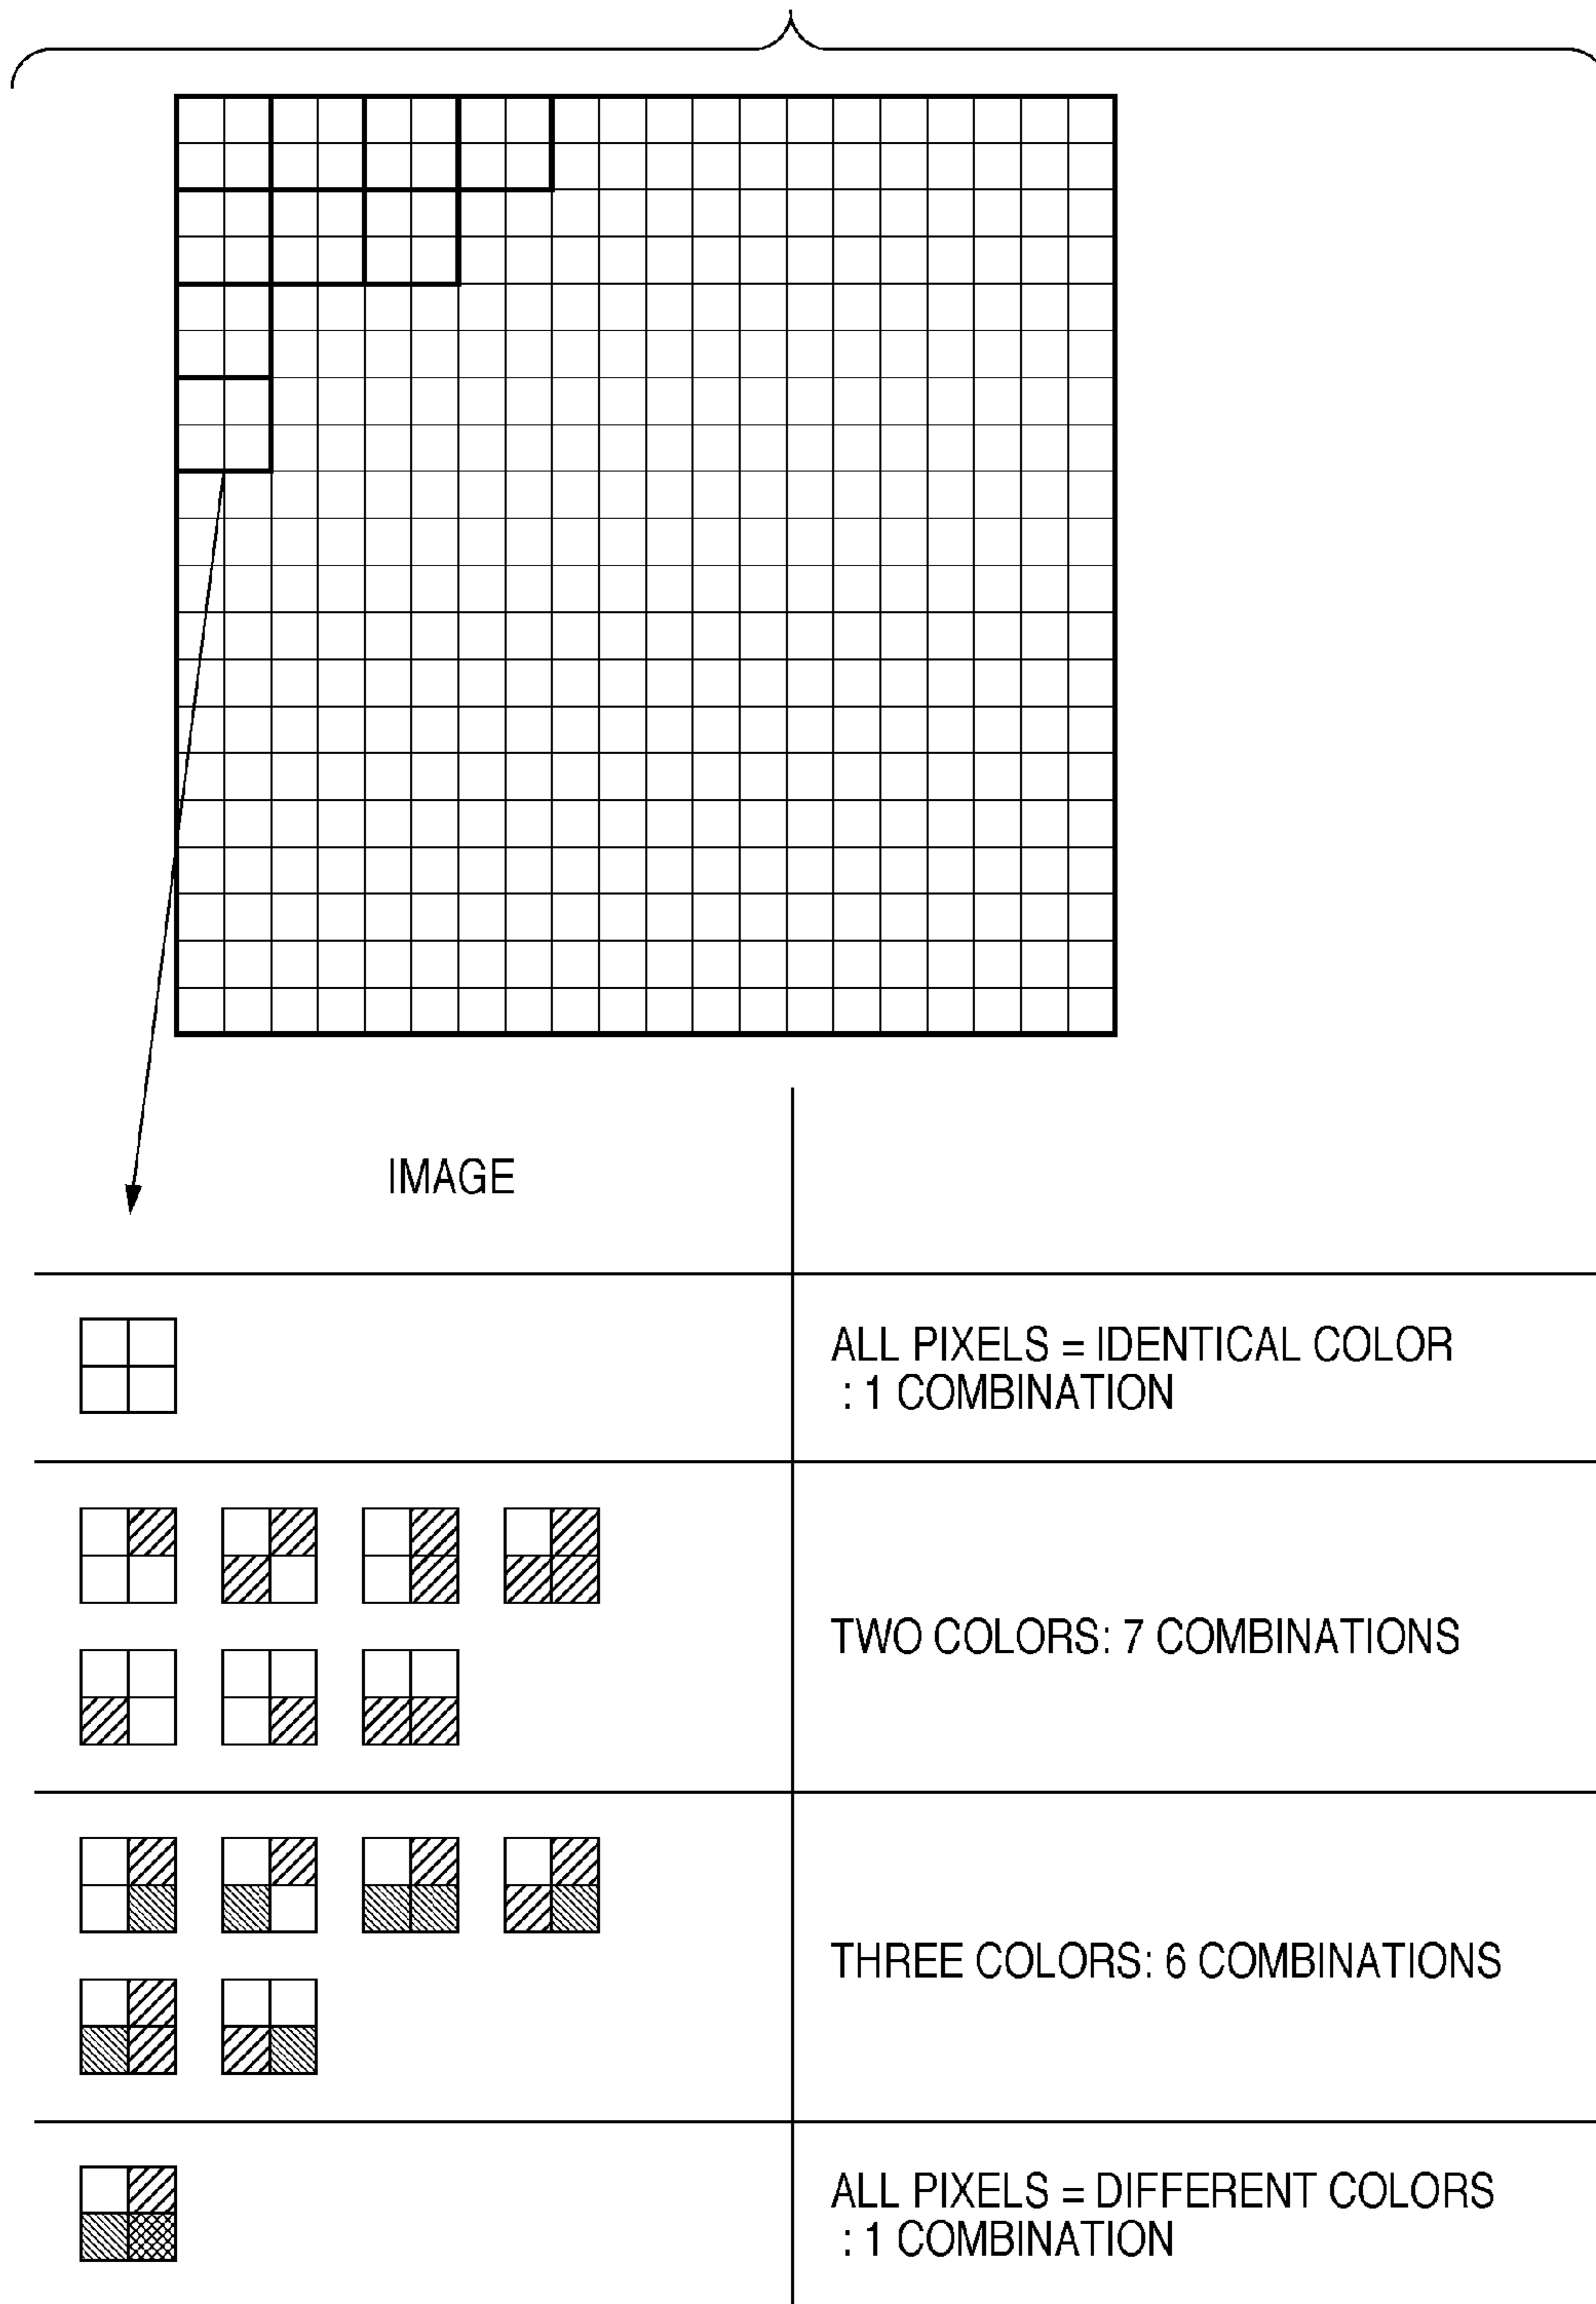 IMAGE
ALL PIXELS = IDENTICAL COLOR
: 1 COMBINATION
TWO COLORS: 7 COMBINATIONS
THREE COLORS: 6 COMBINATIONS
ALL PIXELS = DIFFERENT COLORS
: 1 COMBINATION